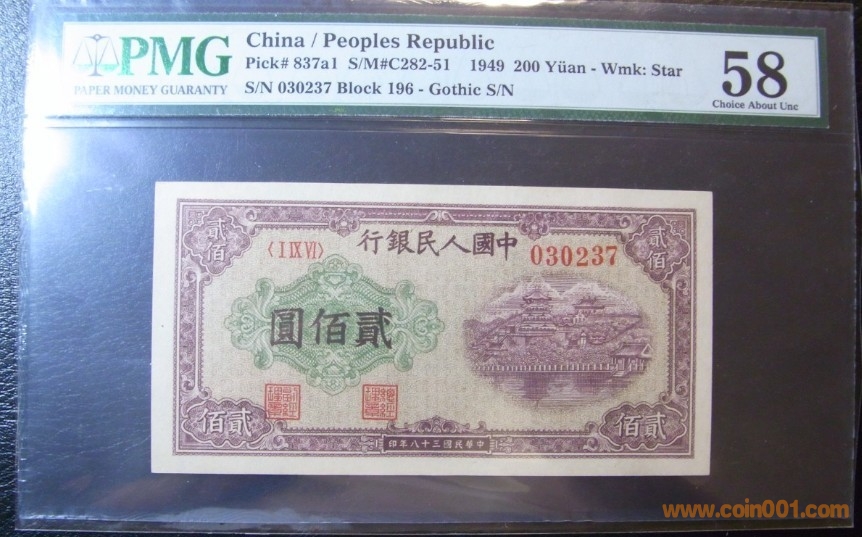 PMG
PAPER MONEY GUARANTY
China / Peoples Republic
Pick# 837a1 S/M#C282-51 1949 200 Yüan - Wmk: Star
S/N 030237 Block 196 - Gothic S/N
58
Choice About Unc
貳佰
行銀民人國中
貳佰
〈I IX VI〉
030237
圓佰貳
佰貳
印年八十三國民華中
佰貳
www.coin001.com